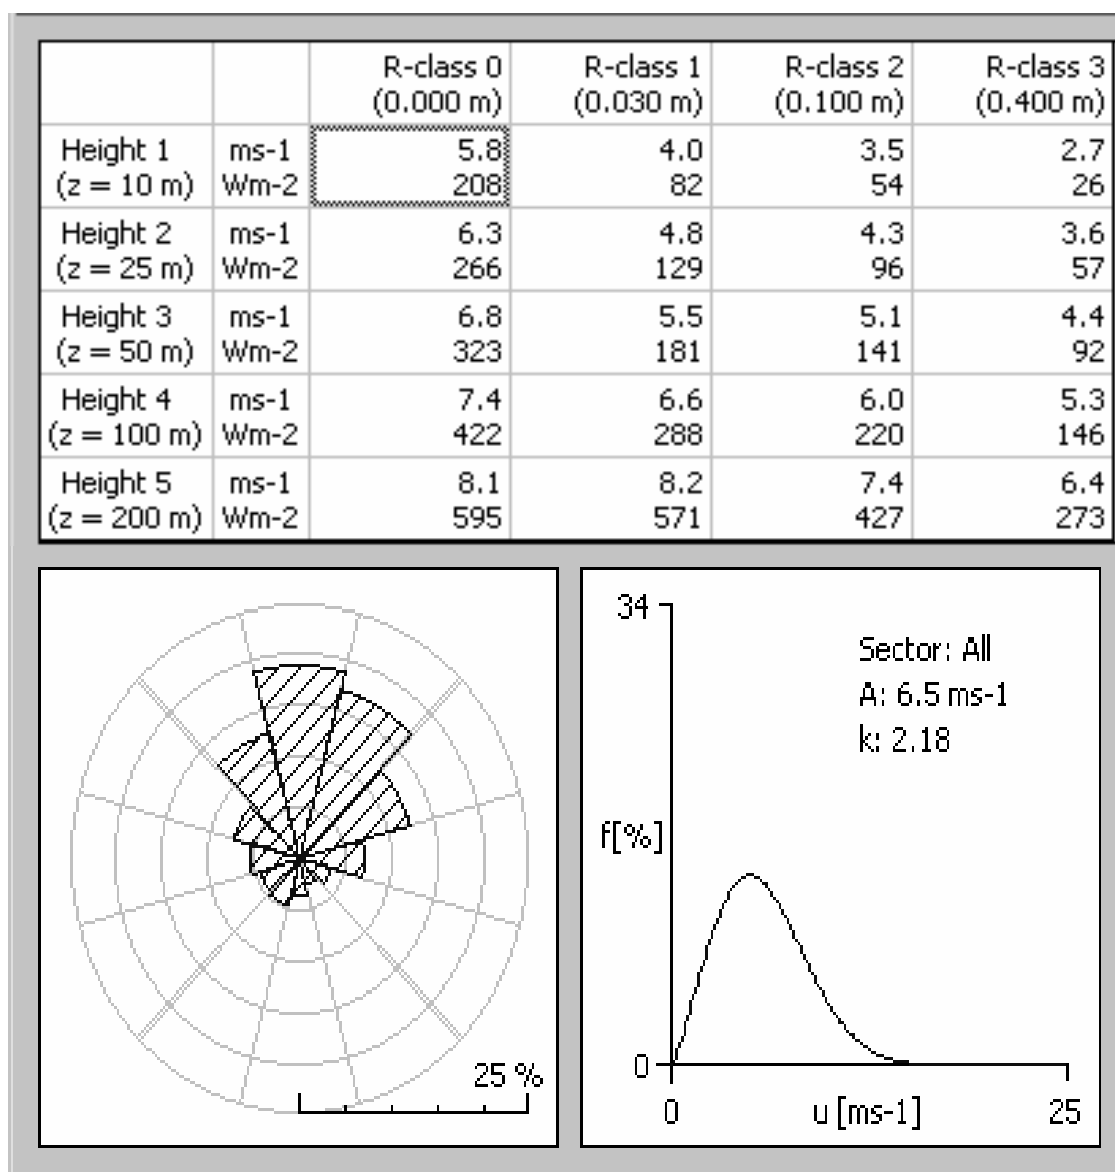 R-class 0 R-class 1 R-class 2 R-class 3
(0.000 m) (0.030 m) (0.100 m) (0.400 m)
Height 1 ms-1 5.8 4.0 3.5 2.7
(z = 10 m) Wm-2 208 82 54 26
Height 2 ms-1 6.3 4.8 4.3 3.6
(z = 25 m) Wm-2 266 129 96 57
Height 3 ms-1 6.8 5.5 5.1 4.4
(z = 50 m) Wm-2 323 181 141 92
Height 4 ms-1 7.4 6.6 6.0 5.3
(z = 100 m) Wm-2 422 288 220 146
Height 5 ms-1 8.1 8.2 7.4 6.4
(z = 200 m) Wm-2 595 571 427 273
25 %
34
Sector: All
A: 6.5 ms-1
k: 2.18
f[%]
0
0 u [ms-1] 25